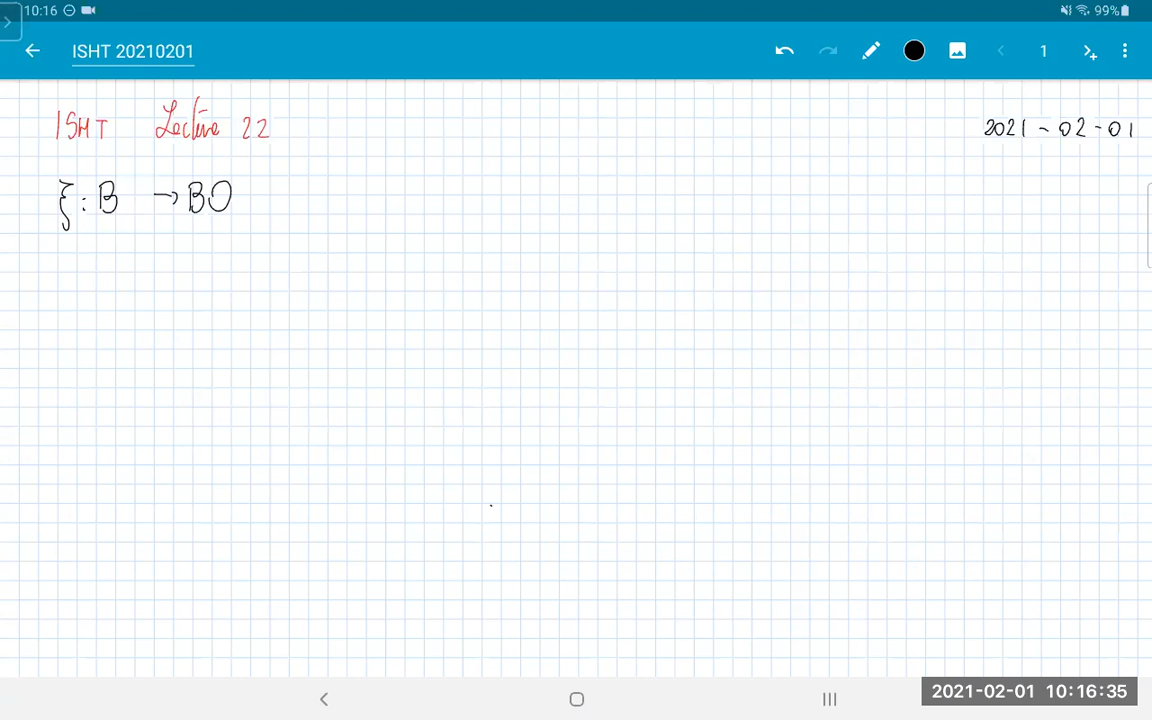 10:16 99%
ISHT 20210201 1
ISHT Lecture 22 2021-02-01
ξ: B → BO
2021-02-01 10:16:35